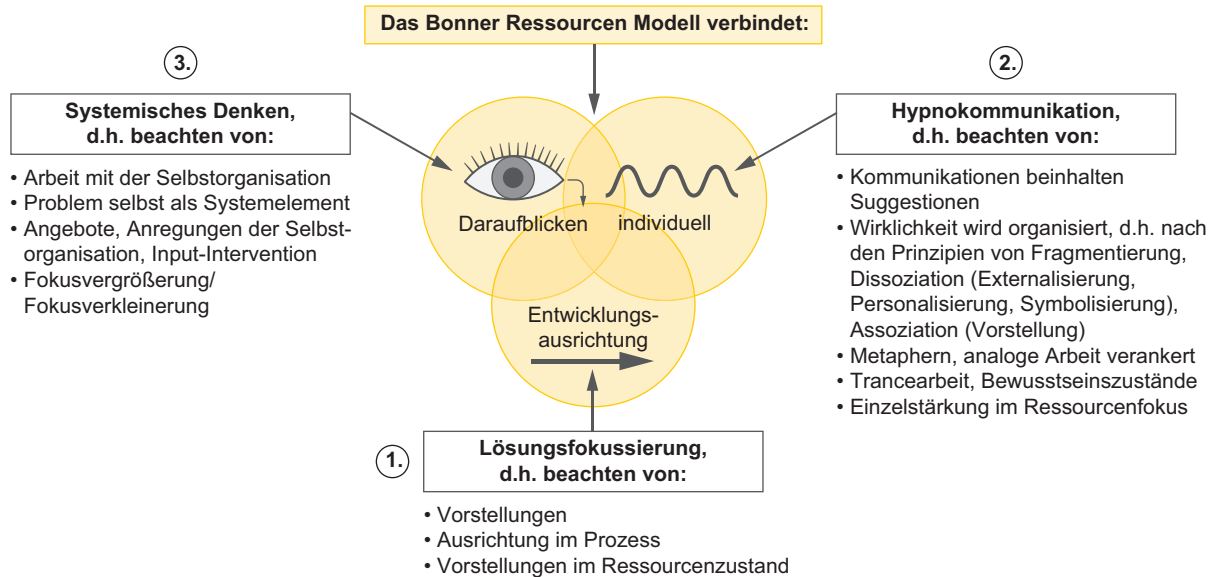 Das Bonner Ressourcen Modell verbindet:
3.
Systemisches Denken,
d.h. beachten von:
• Arbeit mit der Selbstorganisation
• Problem selbst als Systemelement
• Angebote, Anregungen der Selbst-
organisation, Input-Intervention
• Fokusvergrößerung/
Fokusverkleinerung
2.
Hypnokommunikation,
d.h. beachten von:
• Kommunikationen beinhalten
Suggestionen
• Wirklichkeit wird organisiert, d.h. nach
den Prinzipien von Fragmentierung,
Dissoziation (Externalisierung,
Personalisierung, Symbolisierung),
Assoziation (Vorstellung)
• Metaphern, analoge Arbeit verankert
• Trancearbeit, Bewusstseinszustände
• Einzelstärkung im Ressourcenfokus
Daraufblicken
individuell
Entwicklungs-
ausrichtung
1.
Lösungsfokussierung,
d.h. beachten von:
• Vorstellungen
• Ausrichtung im Prozess
• Vorstellungen im Ressourcenzustand